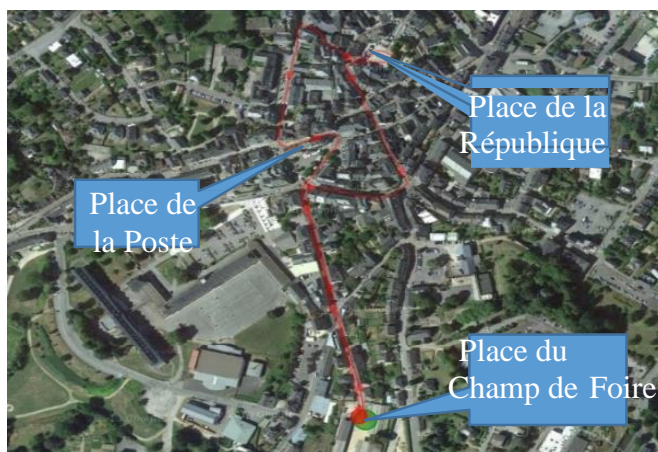 Place de la
République
Place de
la Poste
Place du
Champ de Foire